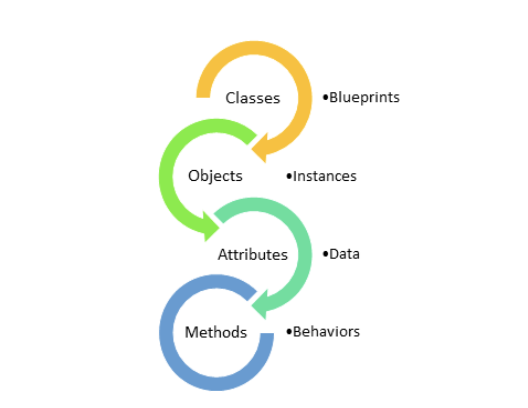 Classes •Blueprints
Objects •Instances
Attributes •Data
Methods •Behaviors